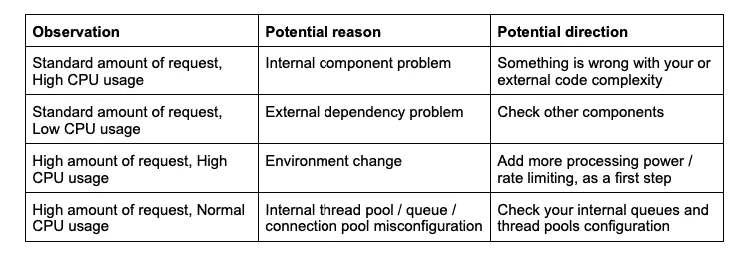 Observation
Potential reason
Potential direction
Standard amount of request,
High CPU usage
Internal component problem
Something is wrong with your or
external code complexity
Standard amount of request,
Low CPU usage
External dependency problem
Check other components
High amount of request, High
CPU usage
Environment change
Add more processing power /
rate limiting, as a first step
High amount of request, Normal
CPU usage
Internal thread pool / queue /
connection pool misconfiguration
Check your internal queues and
thread pools configuration